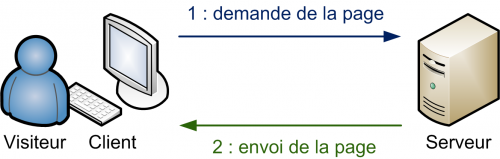 1 : demande de la page
2 : envoi de la page
Visiteur
Client
Serveur